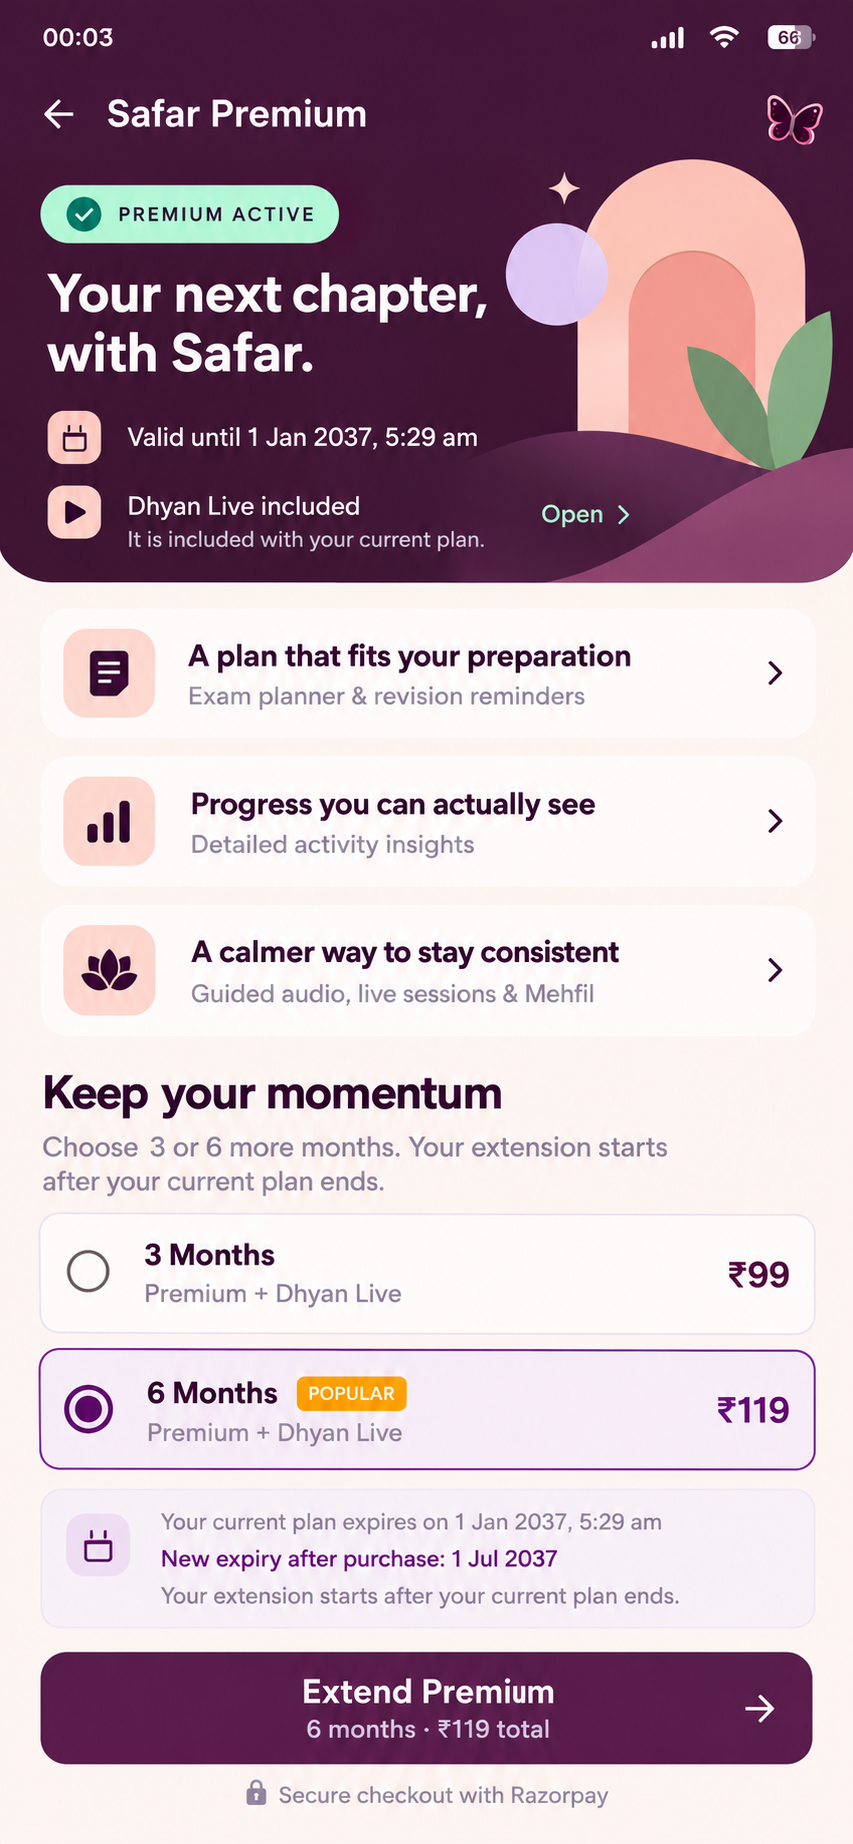 00:03
66
Safar Premium
PREMIUM ACTIVE
Your next chapter,
with Safar.
Valid until 1 Jan 2037, 5:29 am
Dhyan Live included
Open
It is included with your current plan.
A plan that fits your preparation
Exam planner & revision reminders
Progress you can actually see
Detailed activity insights
A calmer way to stay consistent
Guided audio, live sessions & Mehfil
Keep your momentum
Choose 3 or 6 more months. Your extension starts
after your current plan ends.
3 Months
Premium + Dhyan Live
₹99
6 Months POPULAR
Premium + Dhyan Live
₹119
Your current plan expires on 1 Jan 2037, 5:29 am
New expiry after purchase: 1 Jul 2037
Your extension starts after your current plan ends.
Extend Premium
6 months · ₹119 total
Secure checkout with Razorpay